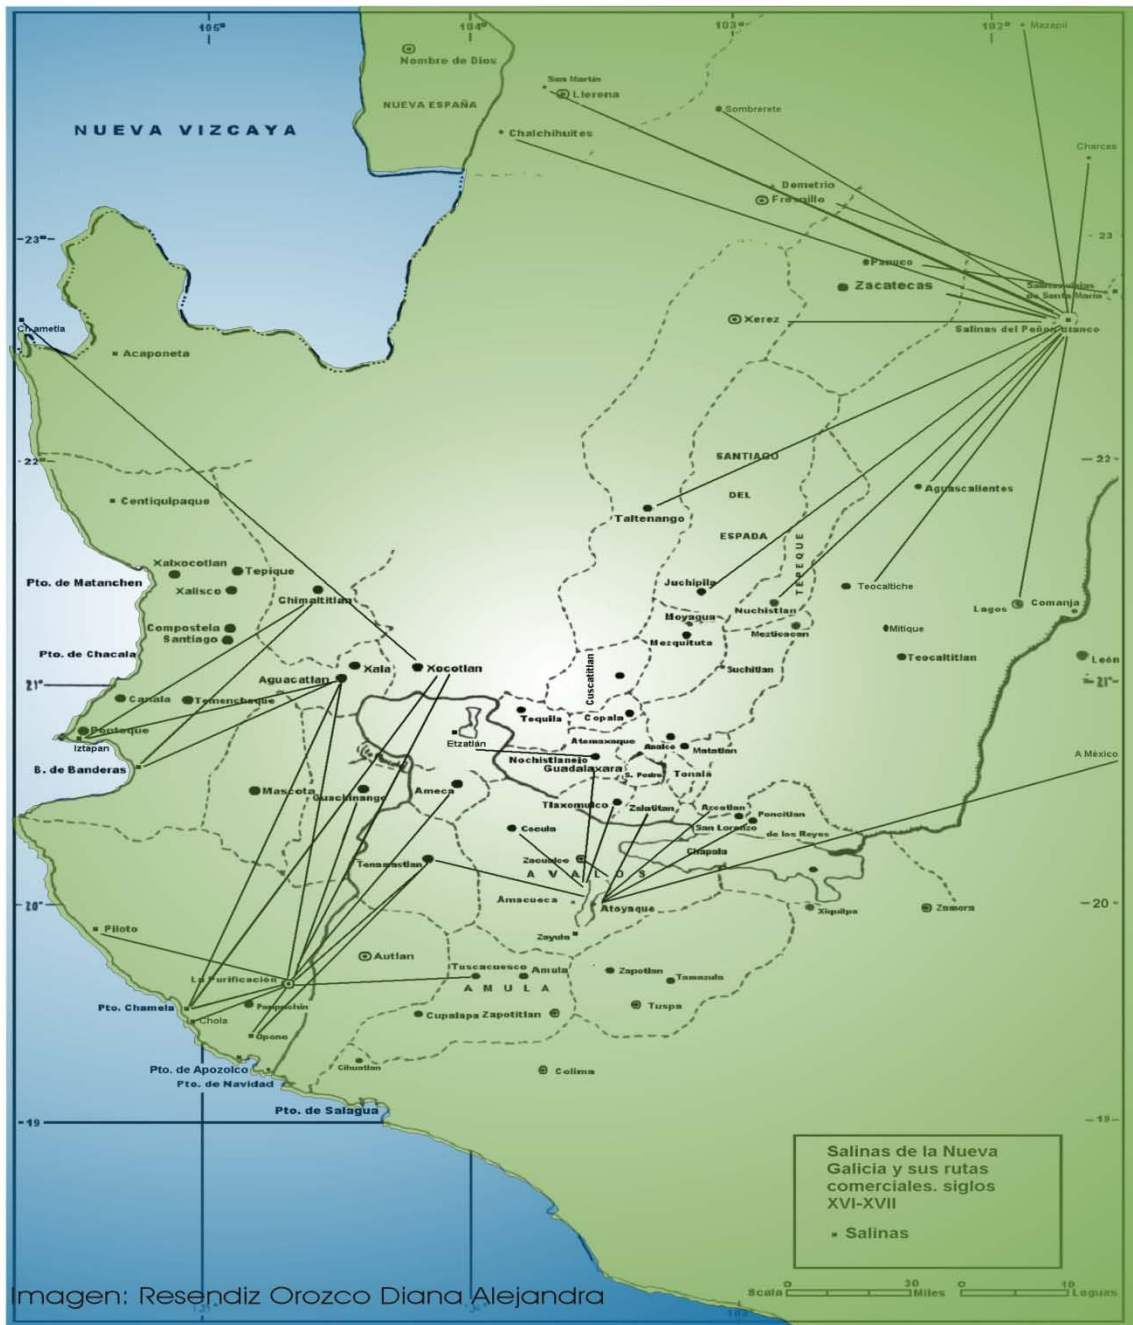 105°
104
103°
102°
Mazapil
Nombre de Dios
San Martín
Llerena
NUEVA ESPAÑA
Sombrerete
NUEVA VIZCAYA
Chalchihuites
Charcas
Demetrio
Fresnillo
23°
23
Panuco
Zacatecas
de Santa María
Xerez
Salinas del Peñon Blanco
Chametla
Acaponeta
22
SANTIAGO
22
DEL
Aguascalientes
Centiquipaque
Taltenango
ESPADA
TEPEQUE
Xalxocotlan
Tepique
Pto. de Matanchen
Xalisco
Chimaltitlan
Juchipila
Teocaltiche
Nuchistlan
Lagos
Comanja
Compostela
Moyagua
Santiago
Mezquituta
Mezticacan
Mitique
Pto. de Chacala
Xala
Xocotlan
Suchitlan
Teocaltitlan
León
Aguacatlan
Cuscatitlan
21°
21°
Canala
Temenchaque
Tequila
Copala
Pontoque
Iztapan
Etzatlán
Atemaxaque
Analco
Matatlan
A México
Nochistlanejo
Guadalaxara
S. Pedro
Tonalá
B. de Banderas
Mascota
Guachinango
Ameca
Tlaxomulco
Zalatitan
Axcotlan
Poncitlan
San Lorenzo
de los Reyes
Cocula
Chapala
Tenamastlan
Zacualco
AVALOS
Amacueca
Atoyaque
20°
20
Xiquilpa
Zamora
Piloto
Zayula
Autlan
La Purificación
Tuscacuesco
Amula
Zapotlan
Tamazula
AMULA
Pto. Chamela
Chola
Cupalapa
Zapotitlan
Tuspa
Opono
Pto. de Apozolco
Cihuatlan
Colima
Pto. de Navidad
Pto. de Salagua
19
19
Salinas de la Nueva
Galicia y sus rutas
comerciales. siglos
XVI-XVII
Salinas
Imagen: Resendiz Orozco Diana Alejandra
Scala
0
30
Miles
0
10
Leguas